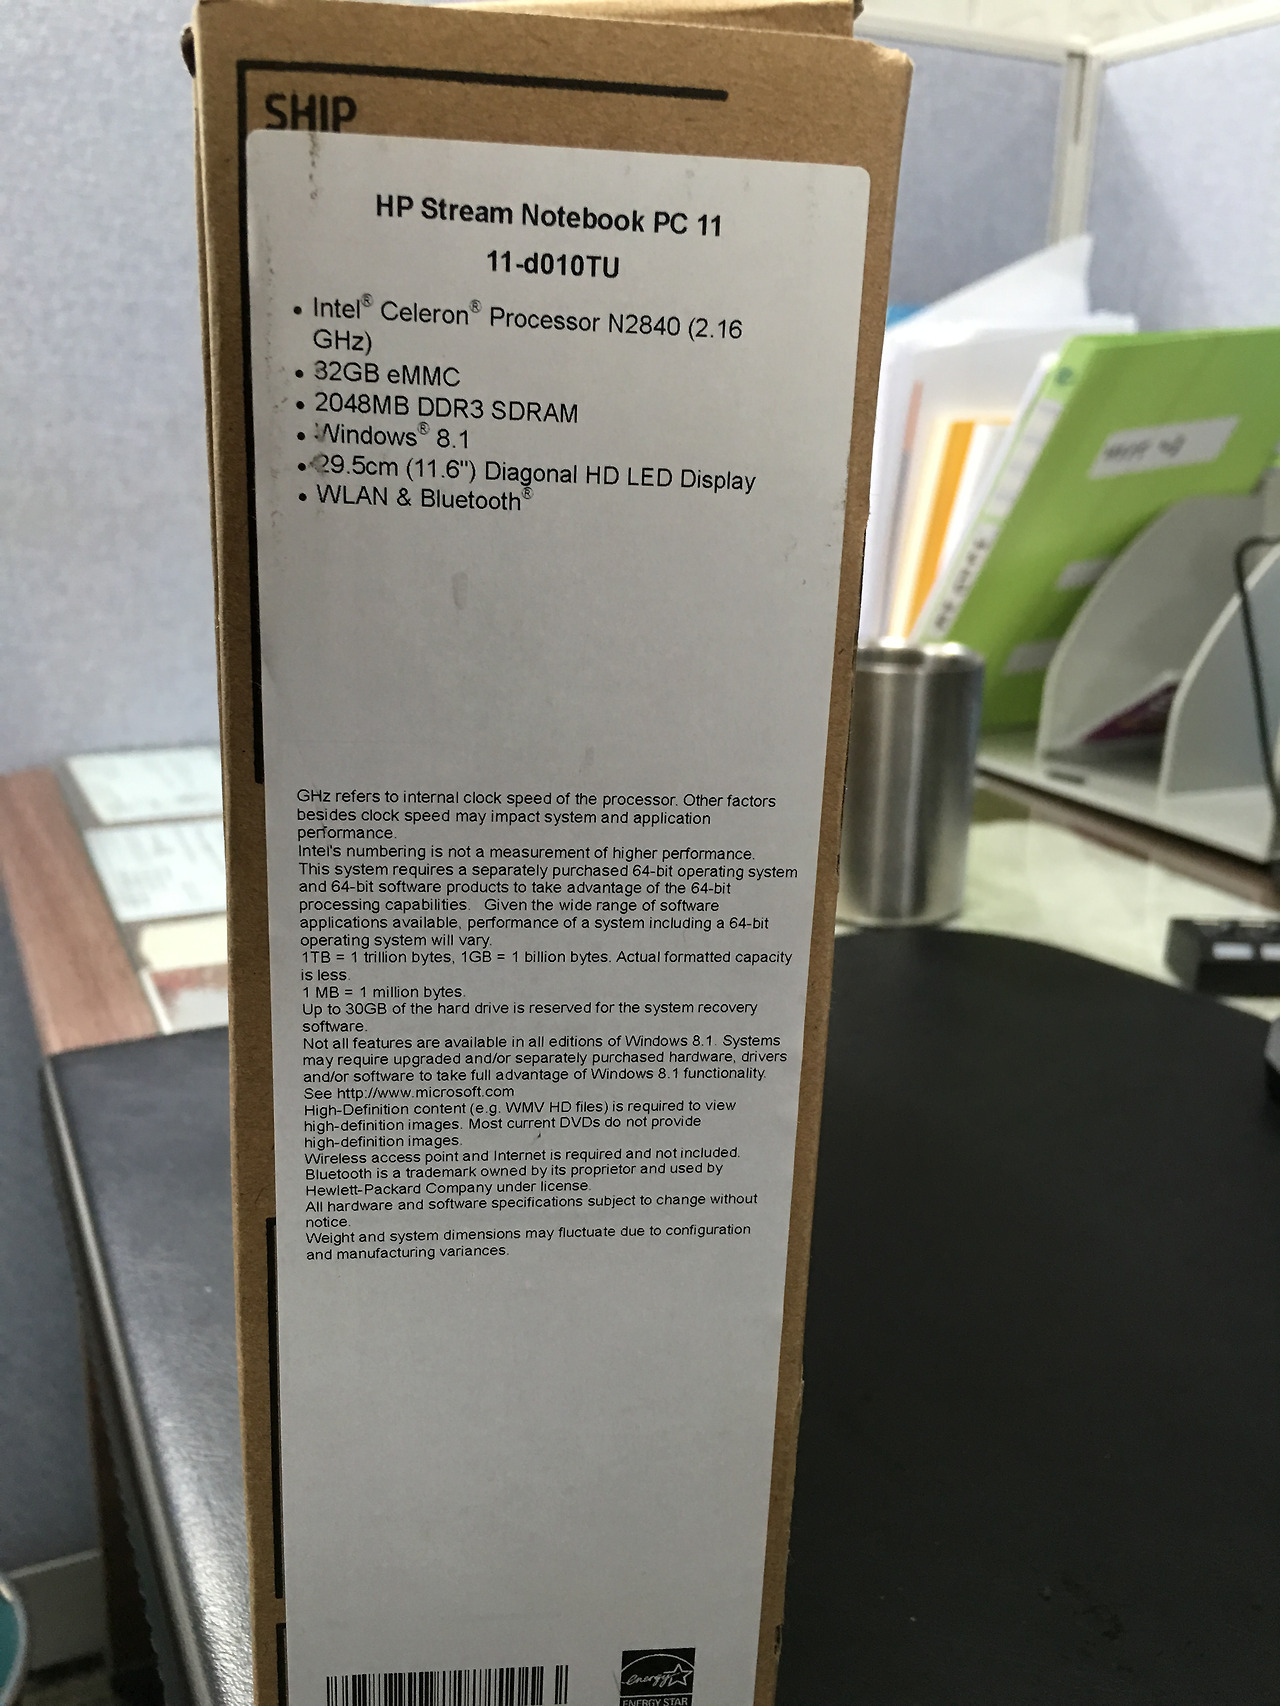 SHIP
HP Stream Notebook PC 11
11-d010TU
• Intel® Celeron® Processor N2840 (2.16
GHz)
• 32GB eMMC
• 2048MB DDR3 SDRAM
• Windows® 8.1
• 29.5cm (11.6") Diagonal HD LED Display
• WLAN & Bluetooth®
GHz refers to internal clock speed of the processor. Other factors
besides clock speed may impact system and application
performance.
Intel's numbering is not a measurement of higher performance.
This system requires a separately purchased 64-bit operating system
and 64-bit software products to take advantage of the 64-bit
processing capabilities. Given the wide range of software
applications available, performance of a system including a 64-bit
operating system will vary.
1TB = 1 trillion bytes, 1GB = 1 billion bytes. Actual formatted capacity
is less.
1 MB = 1 million bytes.
Up to 30GB of the hard drive is reserved for the system recovery
software.
Not all features are available in all editions of Windows 8.1. Systems
may require upgraded and/or separately purchased hardware, drivers
and/or software to take full advantage of Windows 8.1 functionality.
See http://www.microsoft.com
High-Definition content (e.g. WMV HD files) is required to view
high-definition images. Most current DVDs do not provide
high-definition images.
Wireless access point and Internet is required and not included.
Bluetooth is a trademark owned by its proprietor and used by
Hewlett-Packard Company under license.
All hardware and software specifications subject to change without
notice.
Weight and system dimensions may fluctuate due to configuration
and manufacturing variances.
energy
ENERGY STAR